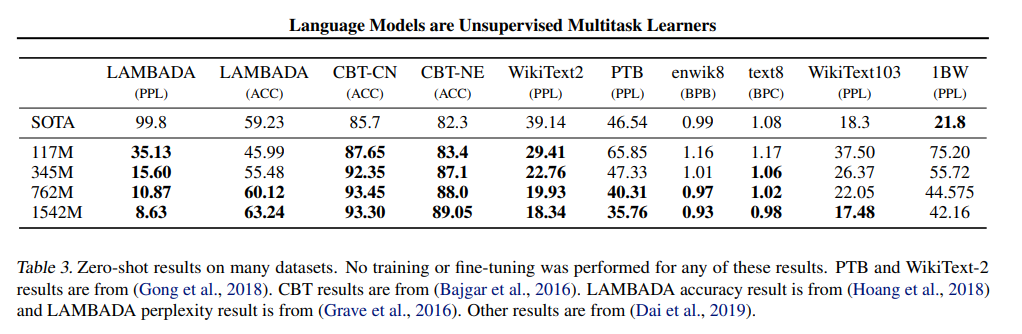 Language Models are Unsupervised Multitask Learners
LAMBADA LAMBADA CBT-CN CBT-NE WikiText2 PTB enwik8 text8 WikiText103 1BW
(PPL) (ACC) (ACC) (ACC) (PPL) (PPL) (BPB) (BPC) (PPL) (PPL)
SOTA 99.8 59.23 85.7 82.3 39.14 46.54 0.99 1.08 18.3 21.8
117M 35.13 45.99 87.65 83.4 29.41 65.85 1.16 1.17 37.50 75.20
345M 15.60 55.48 92.35 87.1 22.76 47.33 1.01 1.06 26.37 55.72
762M 10.87 60.12 93.45 88.0 19.93 40.31 0.97 1.02 22.05 44.575
1542M 8.63 63.24 93.30 89.05 18.34 35.76 0.93 0.98 17.48 42.16
Table 3. Zero-shot results on many datasets. No training or fine-tuning was performed for any of these results. PTB and WikiText-2
results are from (Gong et al., 2018). CBT results are from (Bajgar et al., 2016). LAMBADA accuracy result is from (Hoang et al., 2018)
and LAMBADA perplexity result is from (Grave et al., 2016). Other results are from (Dai et al., 2019).